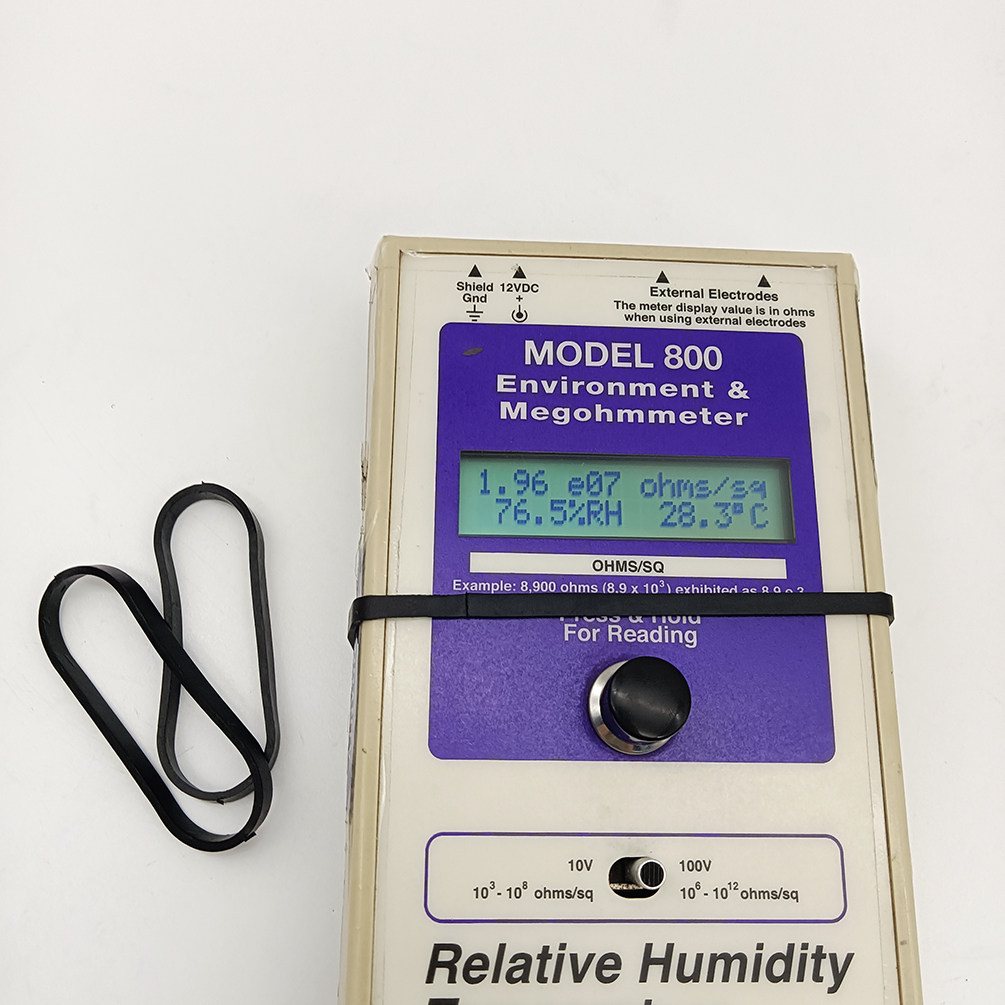 Shield 12VDC
Gnd +
External Electrodes
The meter display value is in ohms
when using external electrodes
MODEL 800
Environment &
Megohmmeter
1.96 e07 ohms/sq
76.5%RH 28.3°C
OHMS/SQ
Example: 8,900 ohms (8.9 x 10³) exhibited as 8.9 e 3
Press & Hold
For Reading
10V 100V
10³ - 10⁸ ohms/sq 10⁶ - 10¹² ohms/sq
Relative Humidity